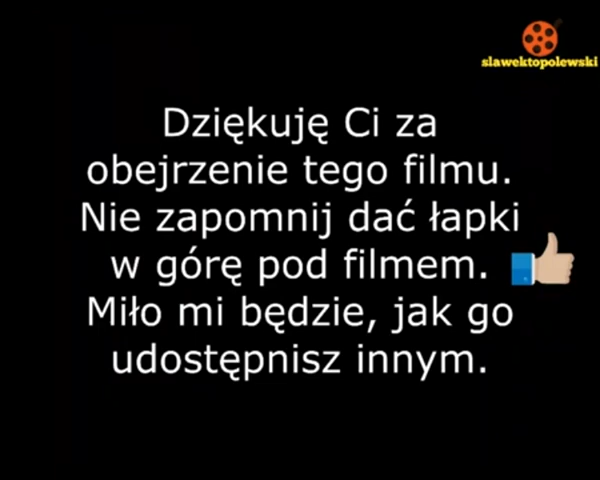 slawektopolewski
Dziękuję Ci za
obejrzenie tego filmu.
Nie zapomnij dać łapki
w górę pod filmem.
Miło mi będzie, jak go
udostępnisz innym.